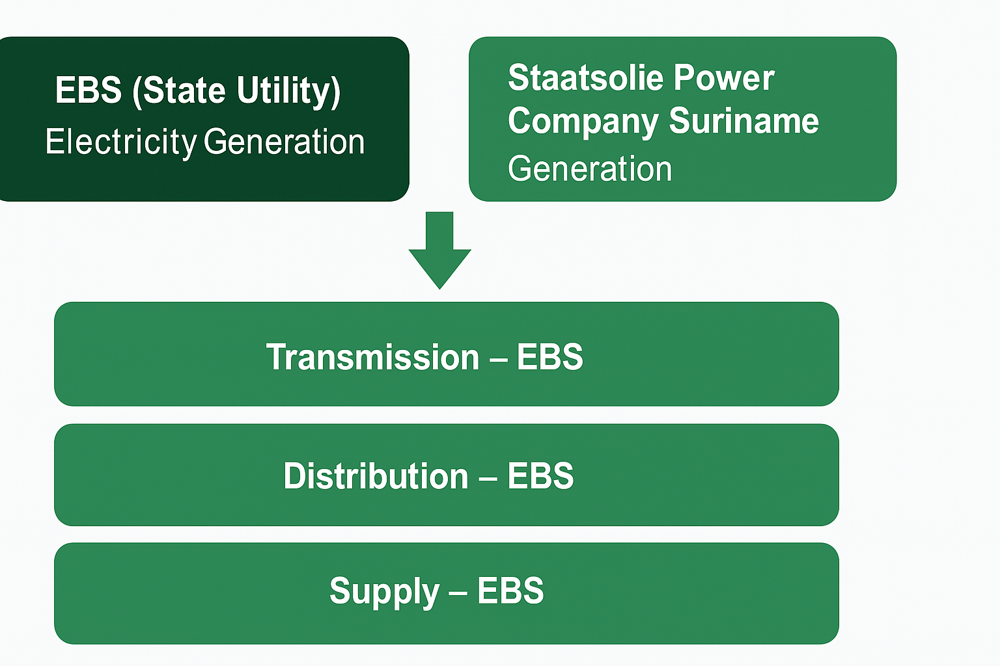 EBS (State Utility)
Electricity Generation
Staatsolie Power
Company Suriname
Generation
Transmission – EBS
Distribution – EBS
Supply – EBS